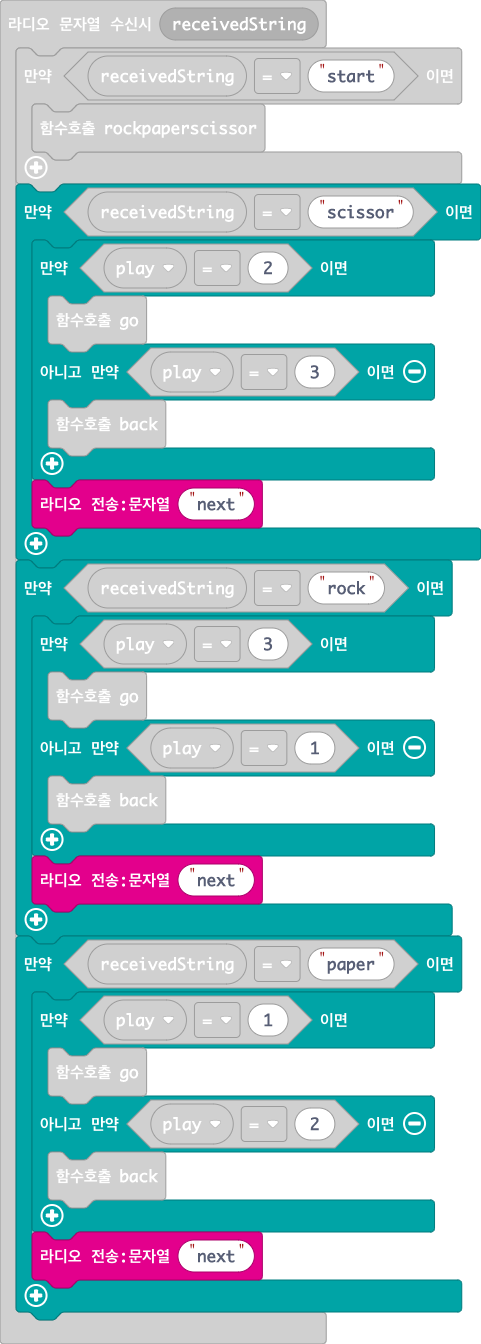 라디오 문자열 수신시 receivedString
만약 receivedString = "start" 이면
함수호출 rockpaperscissor
만약 receivedString = "scissor" 이면
만약 play = 2 이면
함수호출 go
아니고 만약 play = 3 이면
함수호출 back
라디오 전송:문자열 "next"
만약 receivedString = "rock" 이면
만약 play = 3 이면
함수호출 go
아니고 만약 play = 1 이면
함수호출 back
라디오 전송:문자열 "next"
만약 receivedString = "paper" 이면
만약 play = 1 이면
함수호출 go
아니고 만약 play = 2 이면
함수호출 back
라디오 전송:문자열 "next"